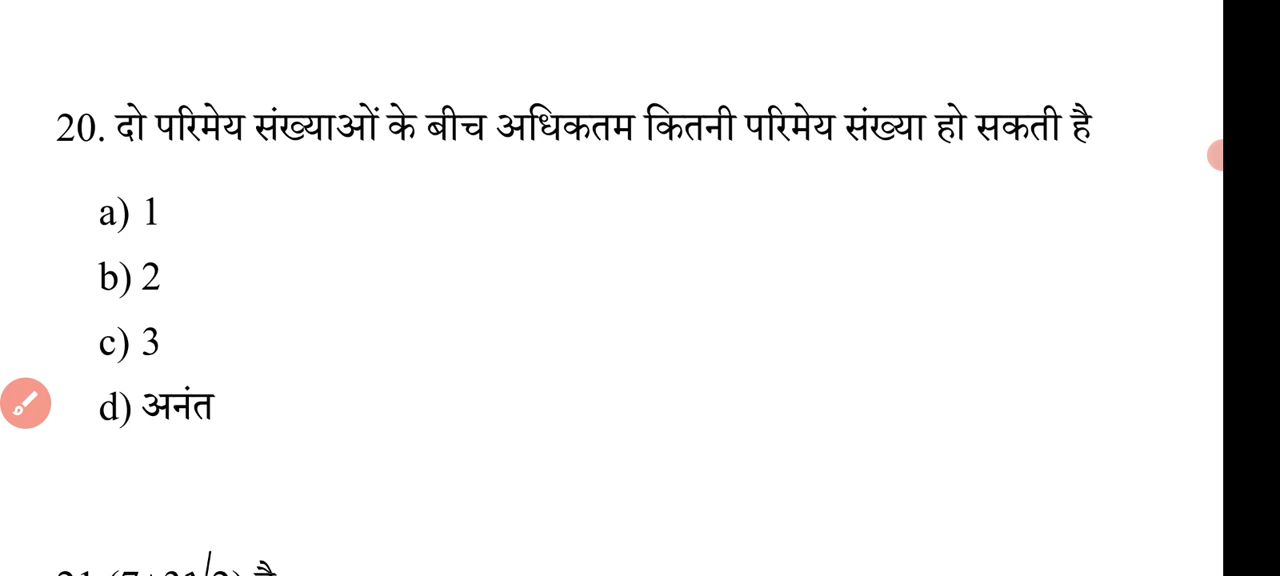 20. दो परिमेय संख्याओं के बीच अधिकतम कितनी परिमेय संख्या हो सकती है
a) 1
b) 2
c) 3
d) अनंत